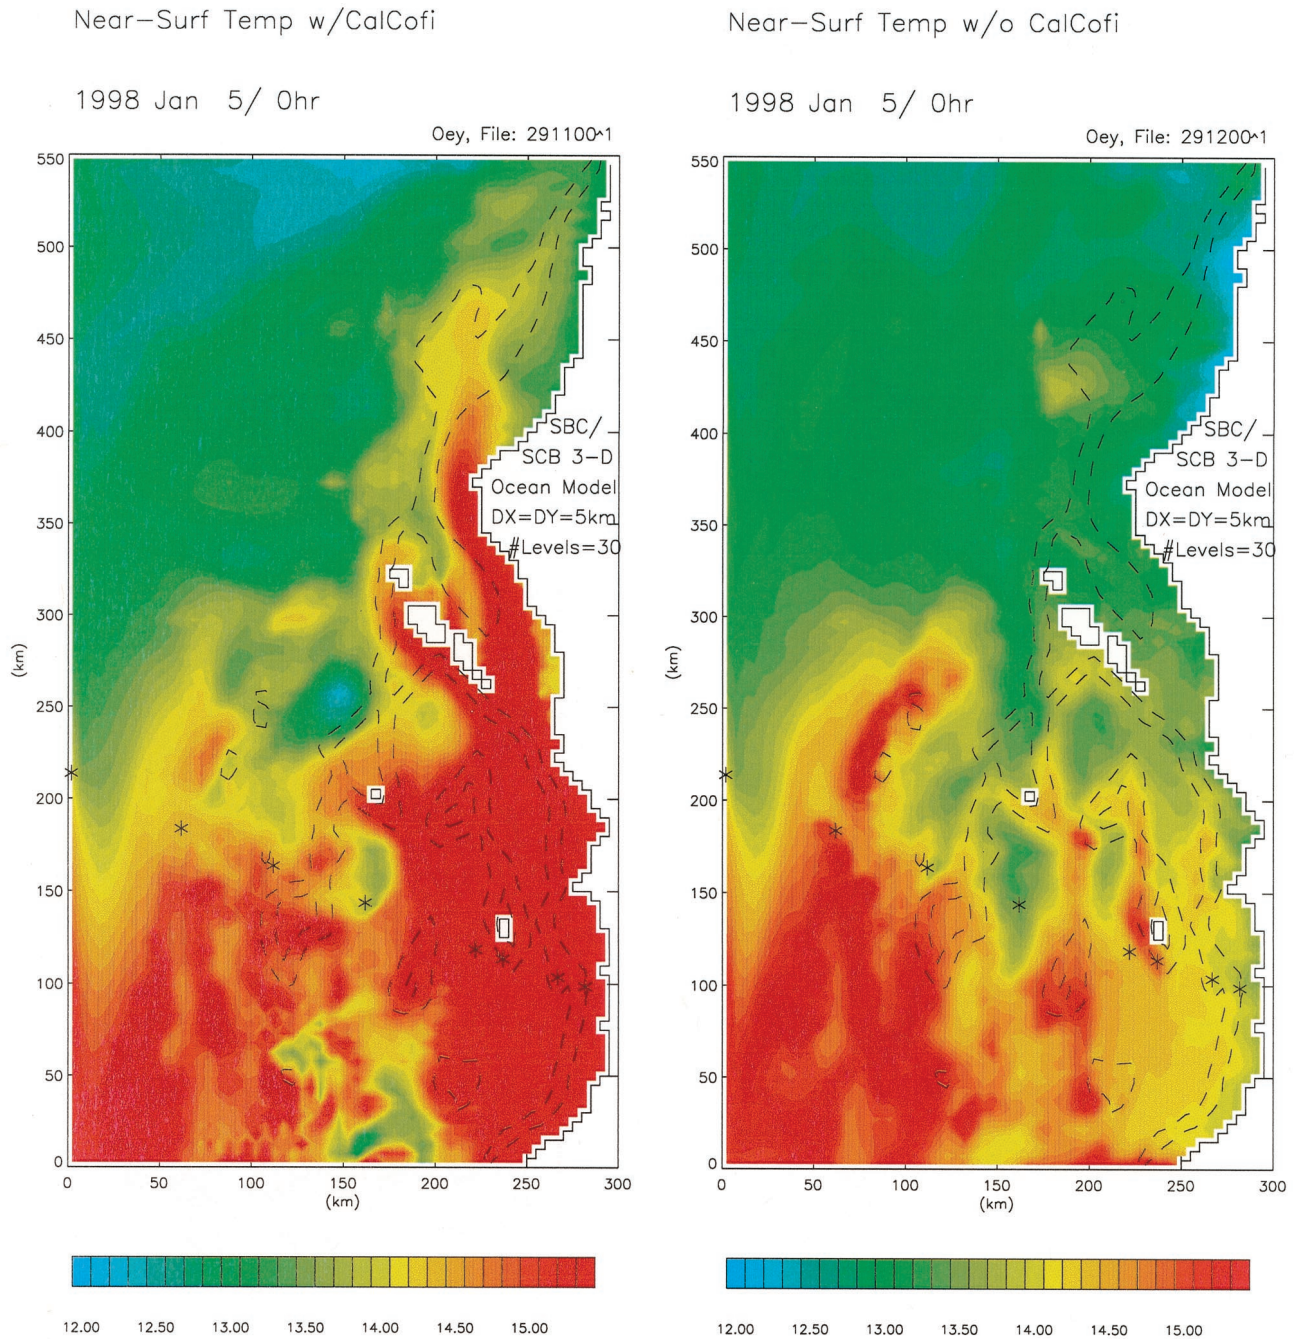 Near-Surf Temp w/CalCofi
1998 Jan 5/ 0hr
Oey, File: 291100^1
550
500
450
400
350
300
250
200
150
100
50
0
(km)
SBC/
SCB 3-D
Ocean Model
DX=DY=5km
#Levels=30
0 50 100 150 200 250 300
(km)
12.00 12.50 13.00 13.50 14.00 14.50 15.00
Near-Surf Temp w/o CalCofi
1998 Jan 5/ 0hr
Oey, File: 291200^1
550
500
450
400
350
300
250
200
150
100
50
0
(km)
SBC/
SCB 3-D
Ocean Model
DX=DY=5km
#Levels=30
0 50 100 150 200 250 300
(km)
12.00 12.50 13.00 13.50 14.00 14.50 15.00